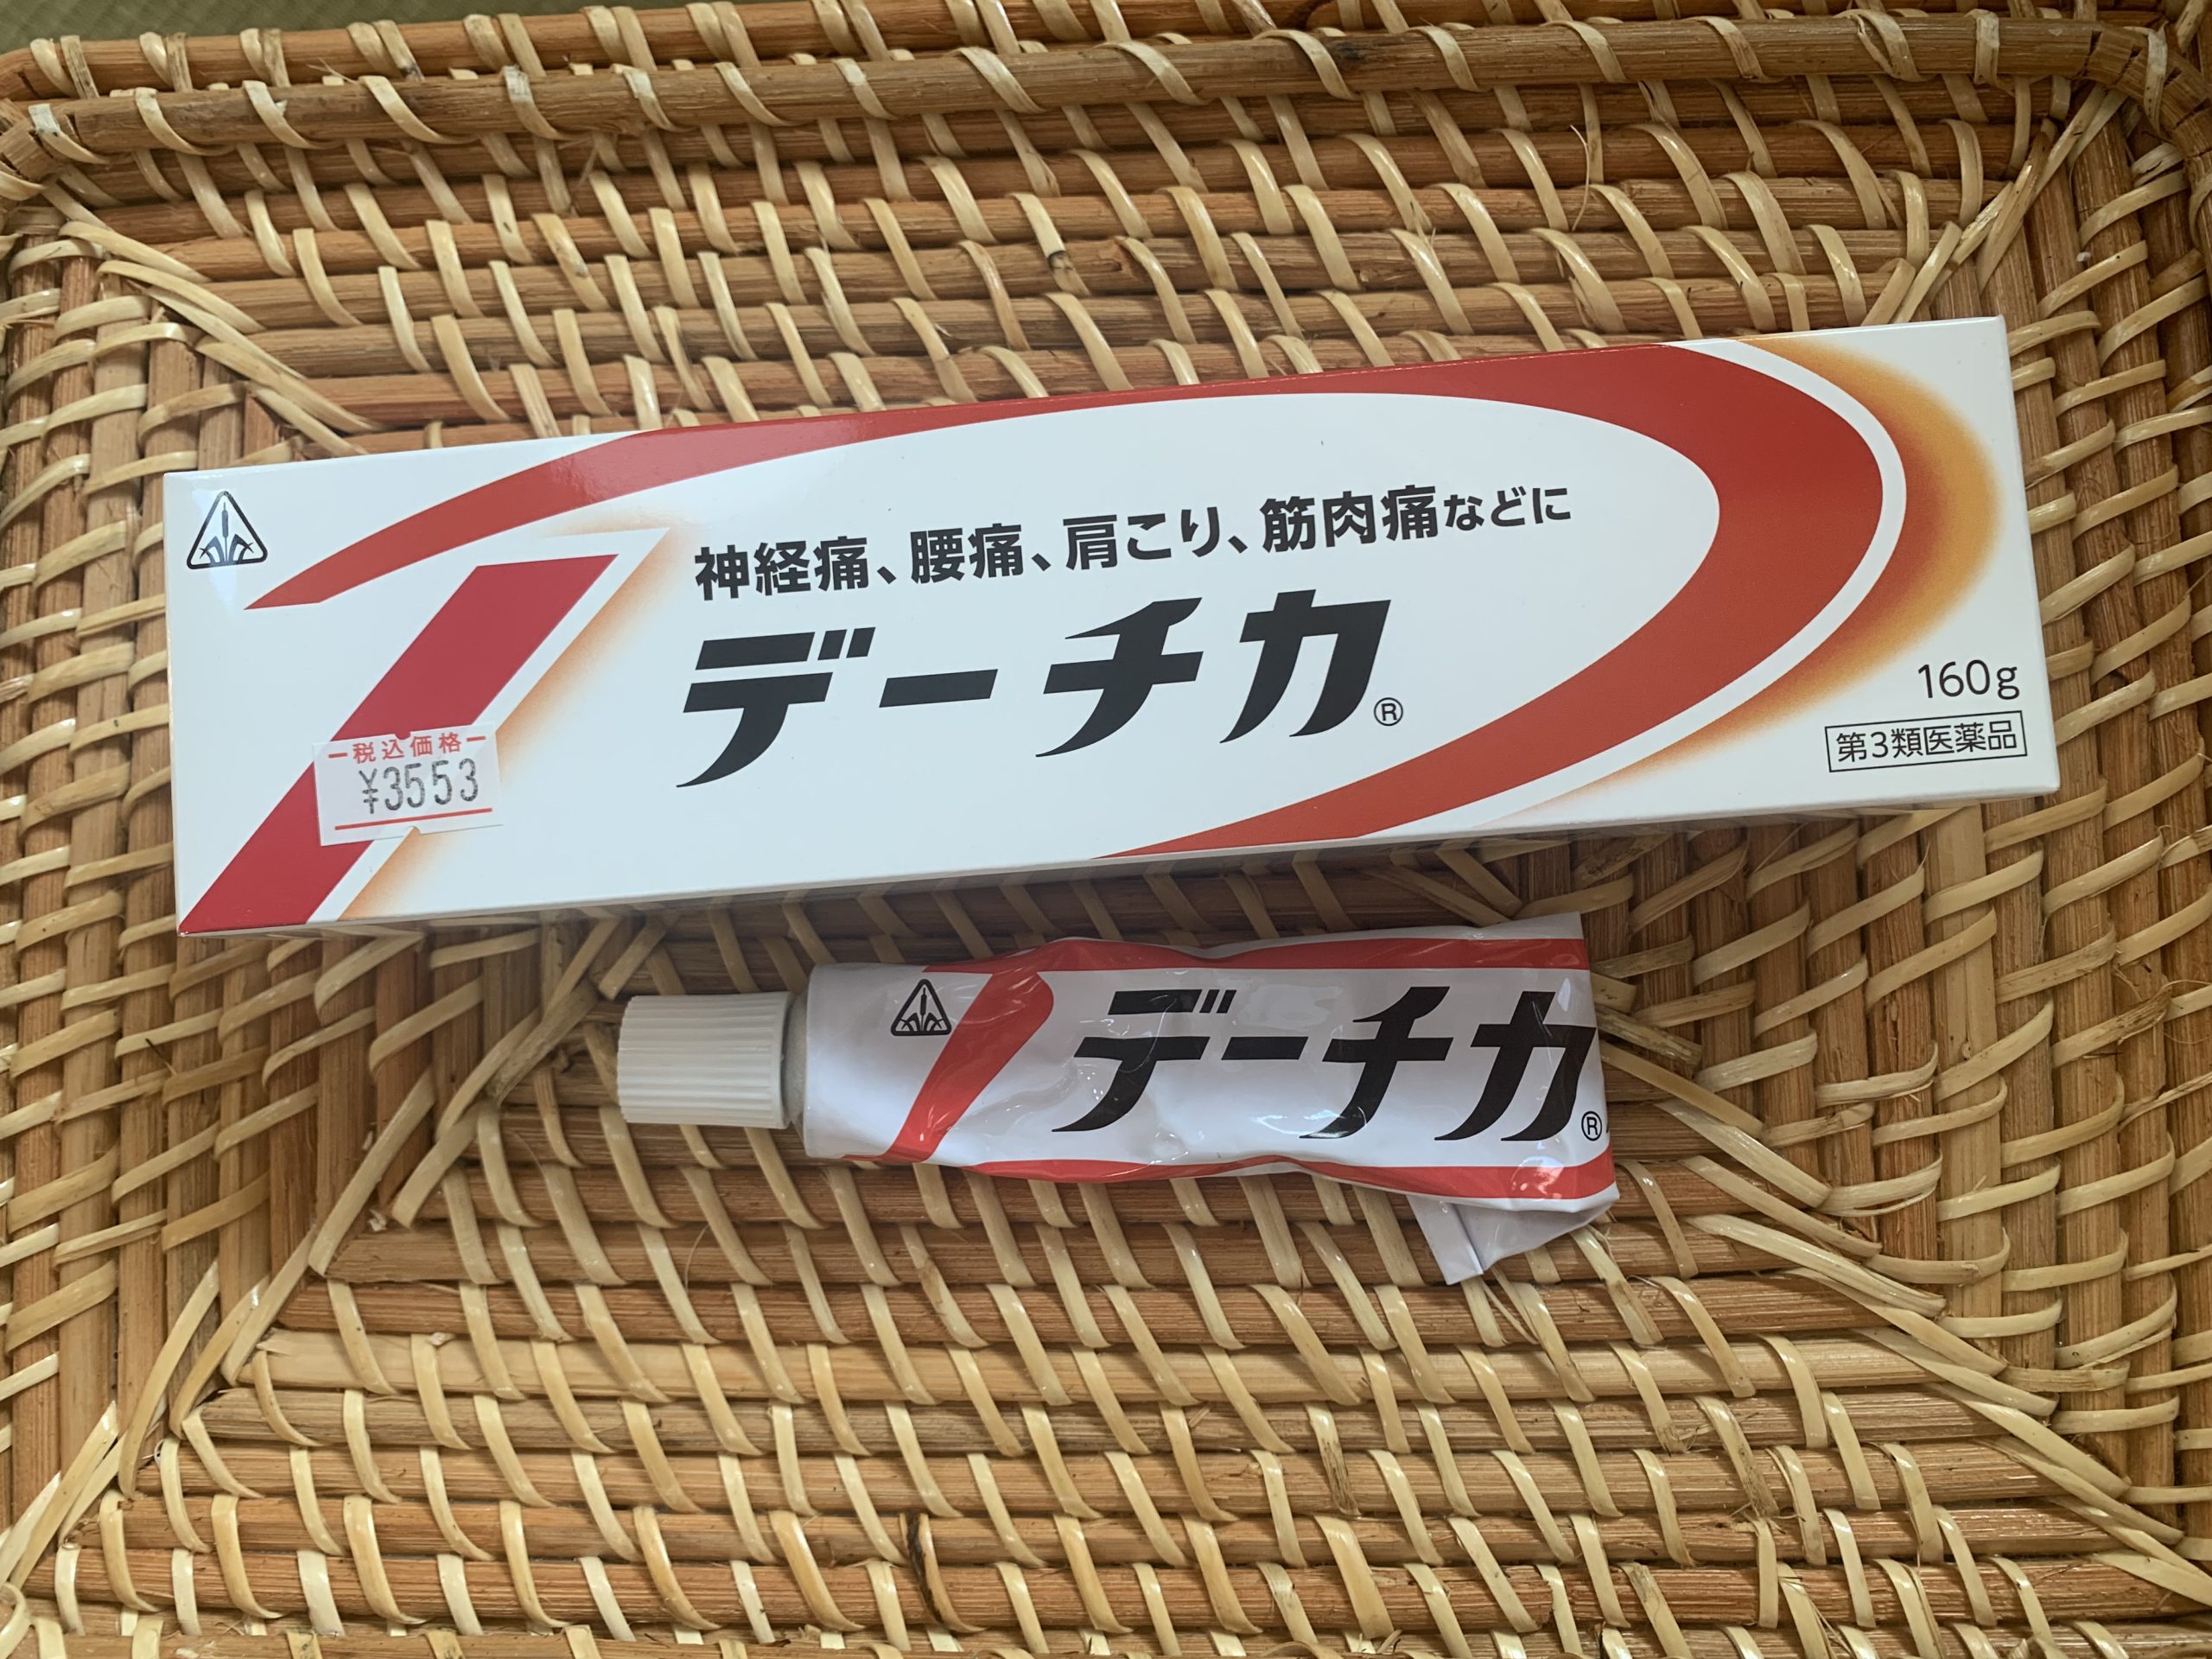 神経痛、腰痛、肩こり、筋肉痛などに
デーチカ®
160g
第3類医薬品
税込価格
¥3553
デーチカ®